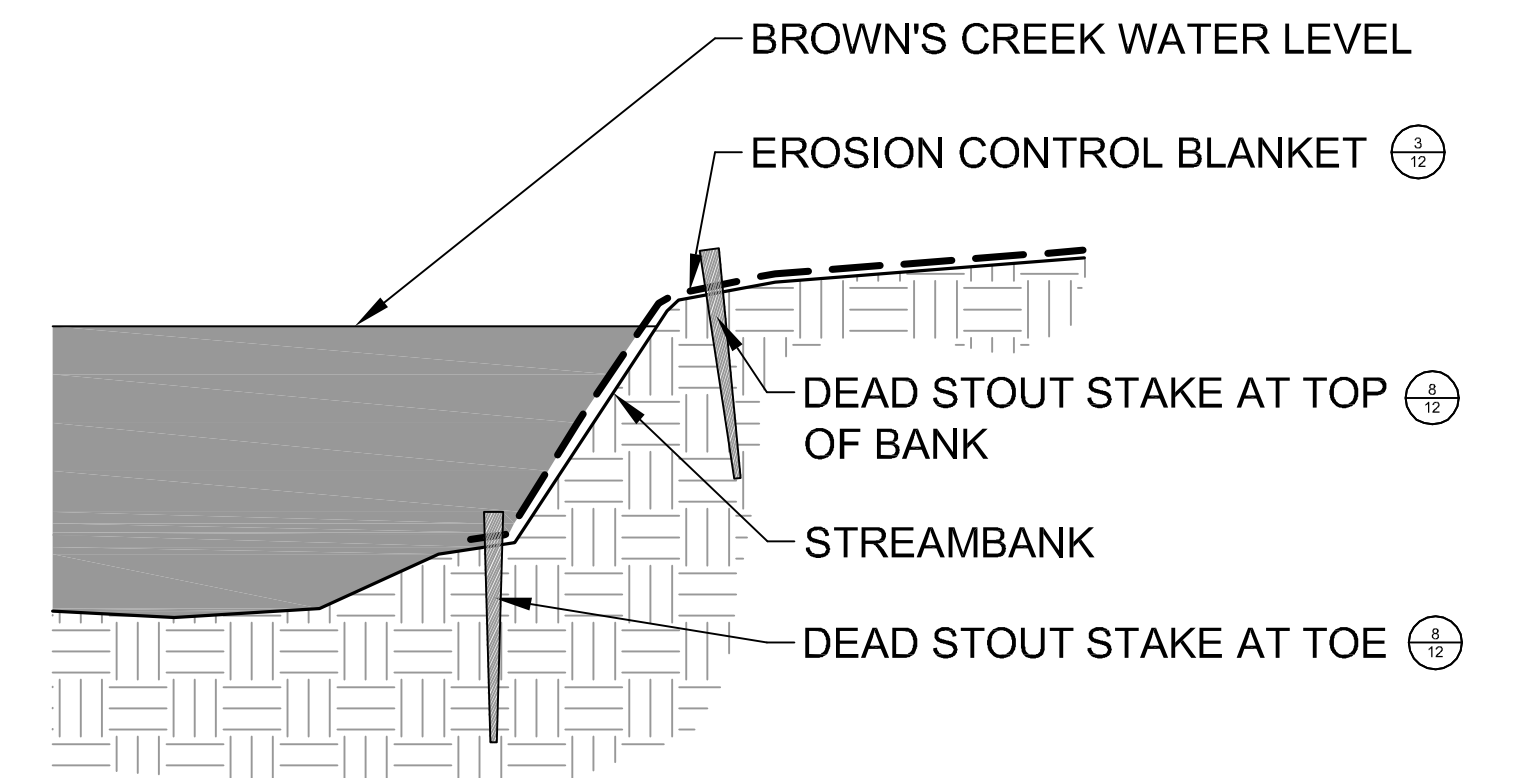 BROWN'S CREEK WATER LEVEL
EROSION CONTROL BLANKET 3
12
DEAD STOUT STAKE AT TOP 8
12
OF BANK
STREAMBANK
DEAD STOUT STAKE AT TOE 8
12